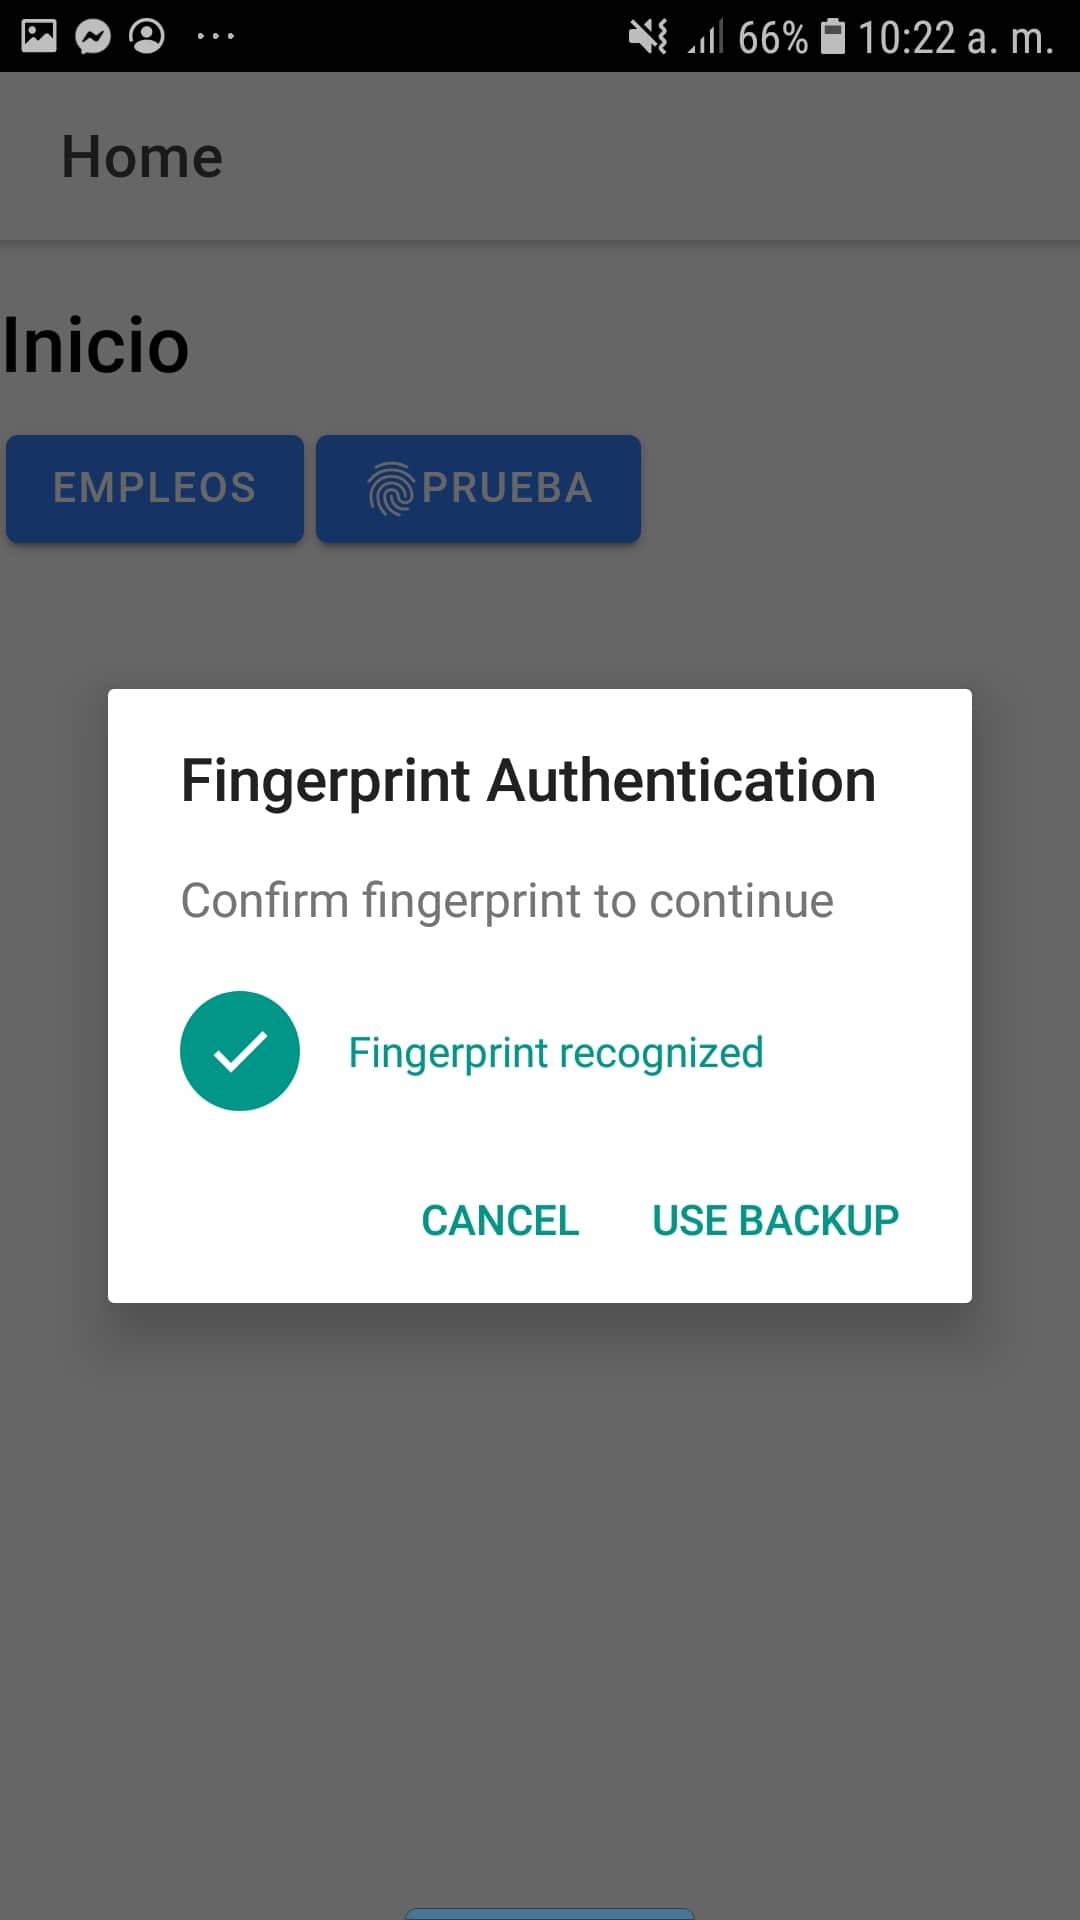 66% 10:22 a. m.
Home
Inicio
EMPLEOS PRUEBA
Fingerprint Authentication
Confirm fingerprint to continue
Fingerprint recognized
CANCEL USE BACKUP